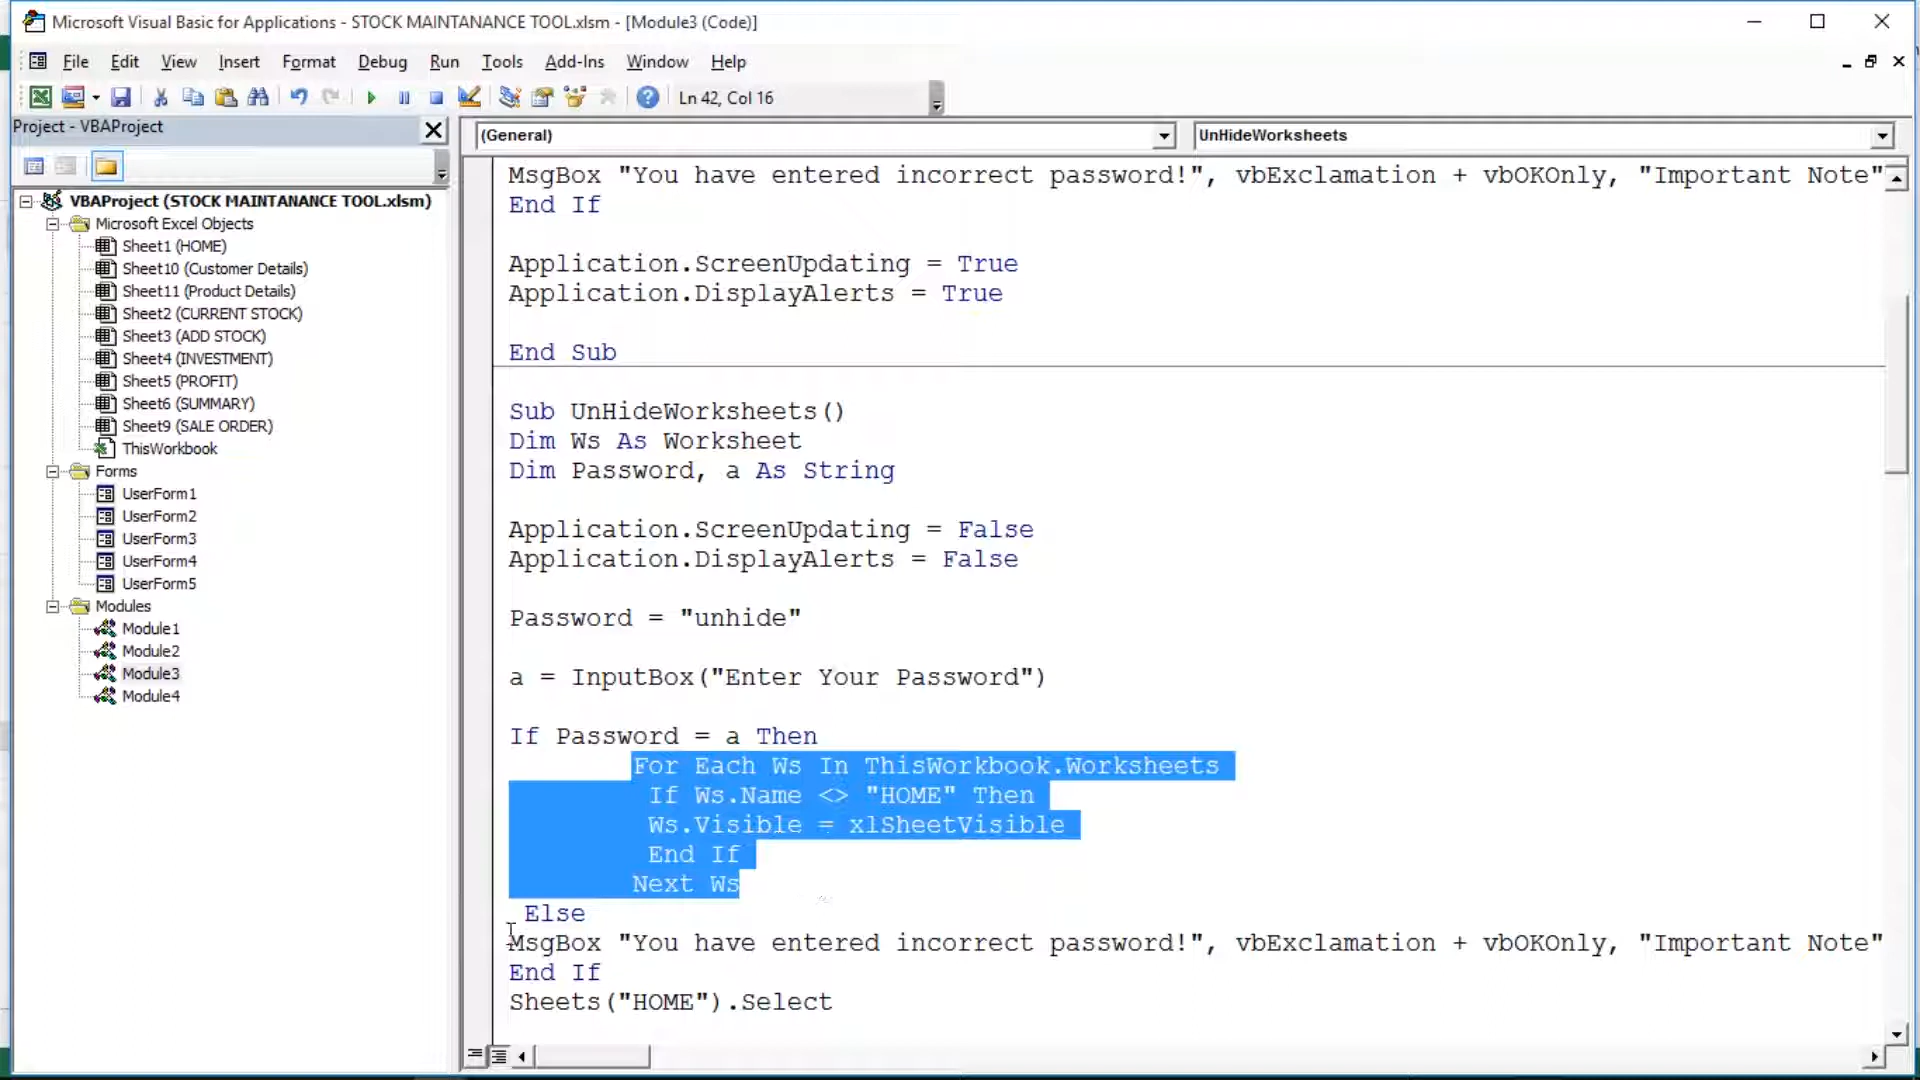 Microsoft Visual Basic for Applications - STOCK MAINTANANCE TOOL.xlsm - [Module3 (Code)]
File Edit View Insert Format Debug Run Tools Add-Ins Window Help
Ln 42, Col 16
Project - VBAProject
(General)
UnHideWorksheets
VBAProject (STOCK MAINTANANCE TOOL.xlsm)
Microsoft Excel Objects
Sheet1 (HOME)
Sheet10 (Customer Details)
Sheet11 (Product Details)
Sheet2 (CURRENT STOCK)
Sheet3 (ADD STOCK)
Sheet4 (INVESTMENT)
Sheet5 (PROFIT)
Sheet6 (SUMMARY)
Sheet9 (SALE ORDER)
ThisWorkbook
Forms
UserForm1
UserForm2
UserForm3
UserForm4
UserForm5
Modules
Module1
Module2
Module3
Module4
MsgBox "You have entered incorrect password!", vbExclamation + vbOKOnly, "Important Note"
End If
Application.ScreenUpdating = True
Application.DisplayAlerts = True
End Sub
Sub UnHideWorksheets()
Dim Ws As Worksheet
Dim Password, a As String
Application.ScreenUpdating = False
Application.DisplayAlerts = False
Password = "unhide"
a = InputBox("Enter Your Password")
If Password = a Then
For Each Ws In ThisWorkbook.Worksheets
If Ws.Name <> "HOME" Then
Ws.Visible = xlSheetVisible
End If
Next Ws
Else
MsgBox "You have entered incorrect password!", vbExclamation + vbOKOnly, "Important Note"
End If
Sheets("HOME").Select